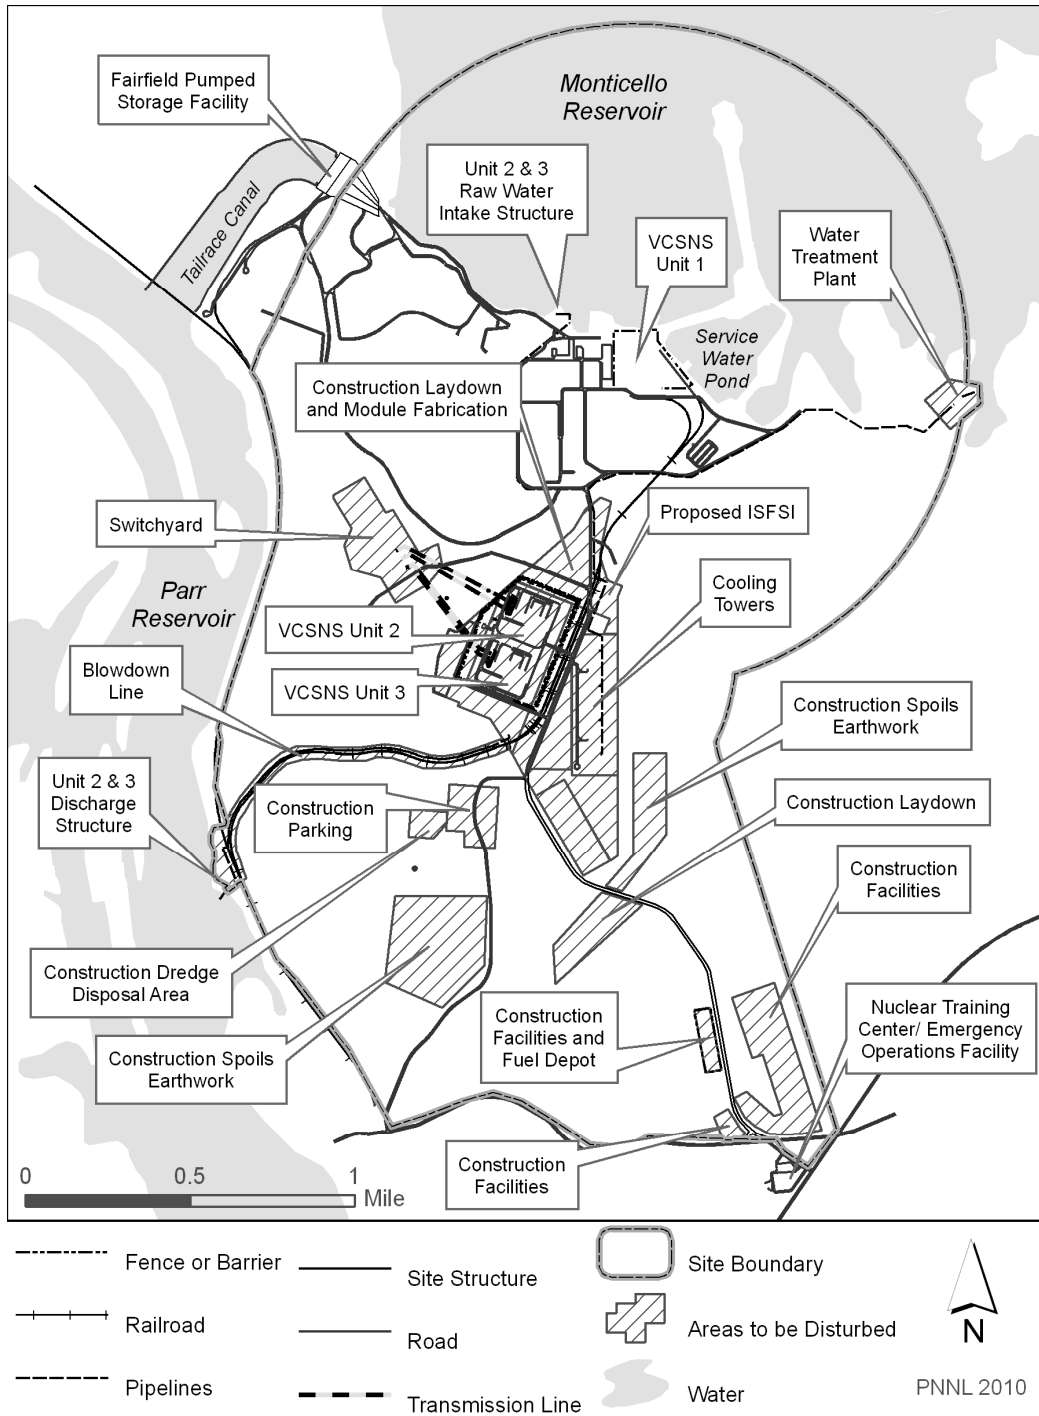 Monticello
Reservoir
Fairfield Pumped
Storage Facility
Tailrace Canal
Unit 2 & 3
Raw Water
Intake Structure
VCSNS
Unit 1
Water
Treatment
Plant
Service
Water
Pond
Construction Laydown
and Module Fabrication
Switchyard
Proposed ISFSI
Parr
Reservoir
Cooling
Towers
VCSNS Unit 2
Blowdown
Line
VCSNS Unit 3
Construction Spoils
Earthwork
Unit 2 & 3
Discharge
Structure
Construction
Parking
Construction Laydown
Construction
Facilities
Construction Dredge
Disposal Area
Construction
Facilities and
Fuel Depot
Nuclear Training
Center/ Emergency
Operations Facility
Construction Spoils
Earthwork
Construction
Facilities
0 0.5 1
Mile
Fence or Barrier
Site Structure
Site Boundary
Railroad
Road
Areas to be Disturbed
N
Pipelines
Transmission Line
Water
PNNL 2010